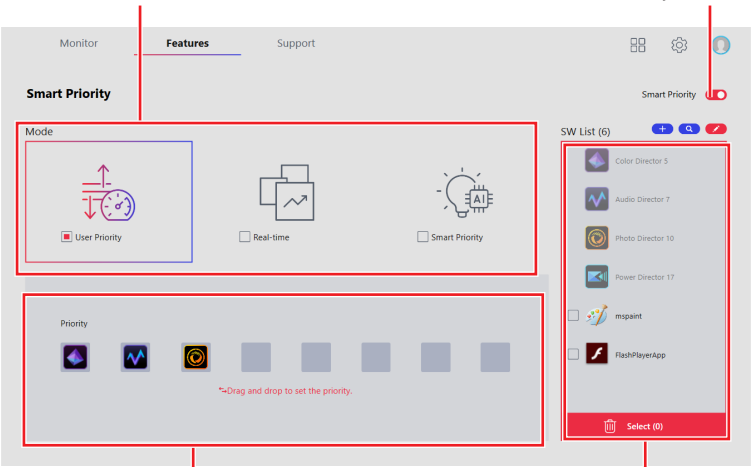 Monitor
Features
Support
Smart Priority
Smart Priority
Mode
SW List (6)
User Priority
Real-time
AI
Smart Priority
Color Director 5
Audio Director 7
Photo Director 10
Power Director 17
mspaint
FlashPlayerApp
Priority
Drag and drop to set the priority.
Select (0)